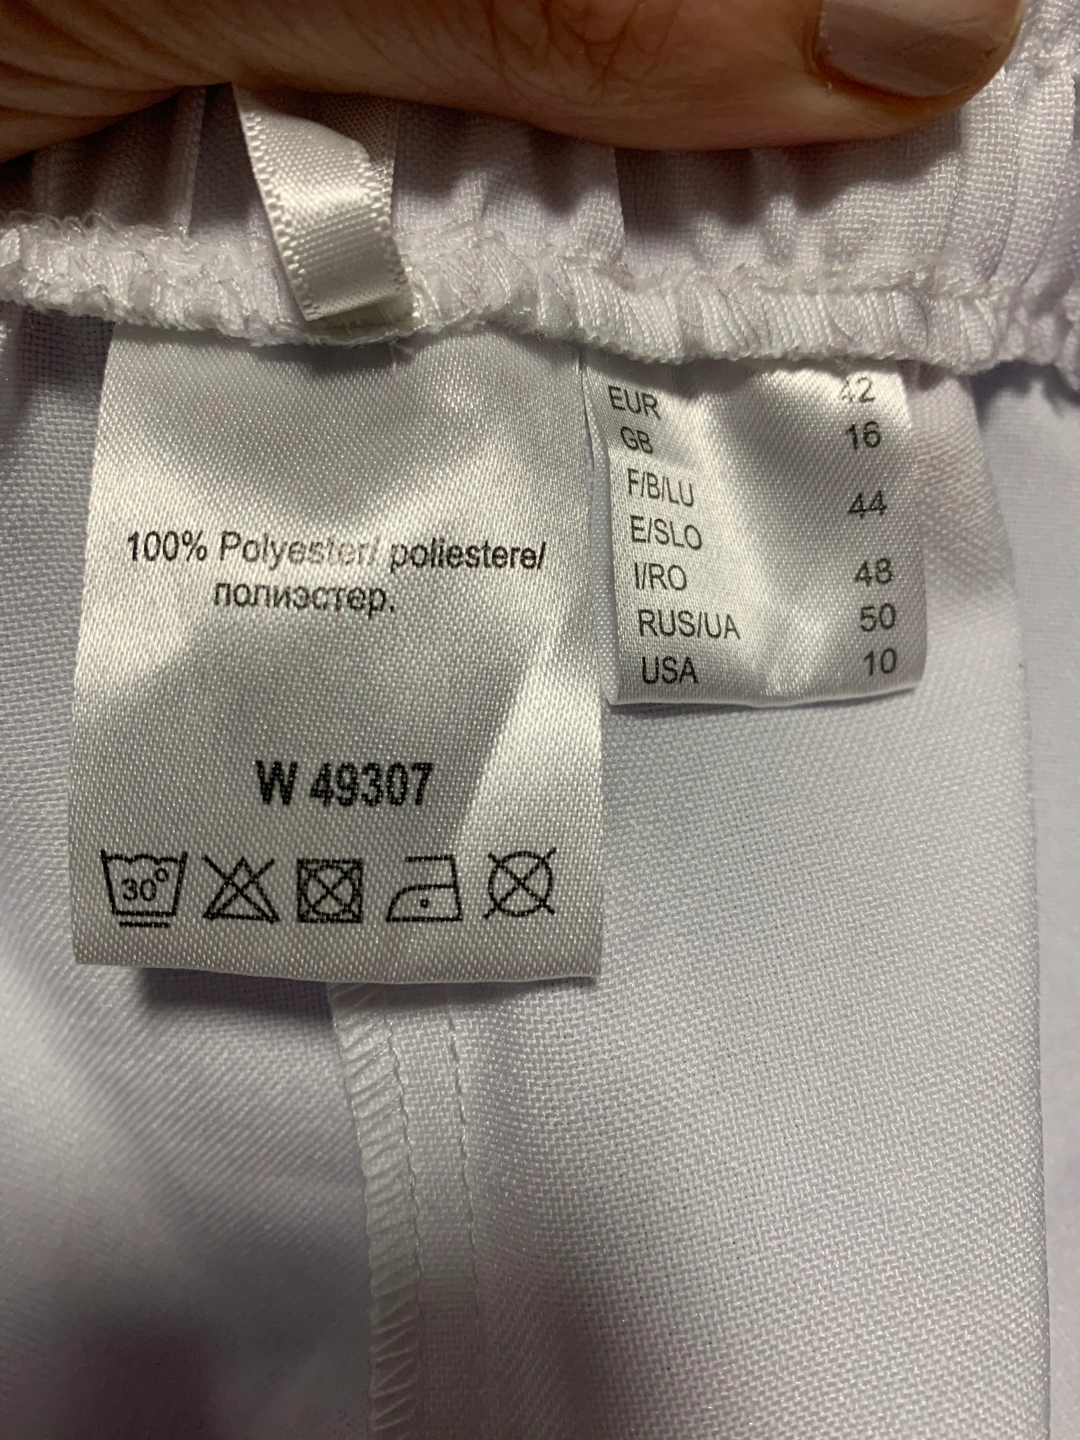 100% Polyester/ poliestere/
полиэстер.
W 49307
30°
EUR 42
GB 16
F/B/LU
E/SLO 44
I/RO 48
RUS/UA 50
USA 10